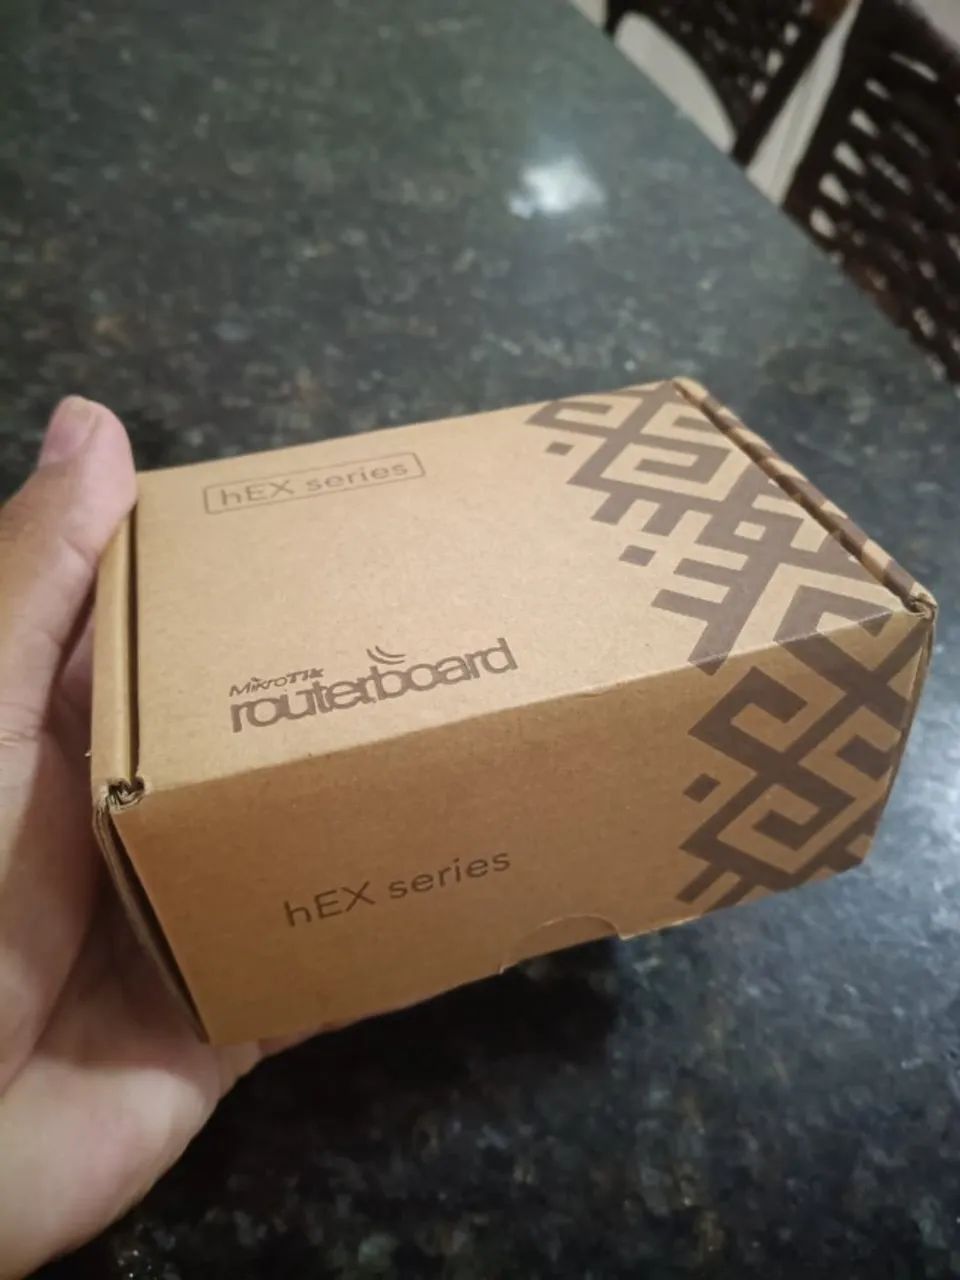 hEX series
MikroTik
routerboard
hEX series